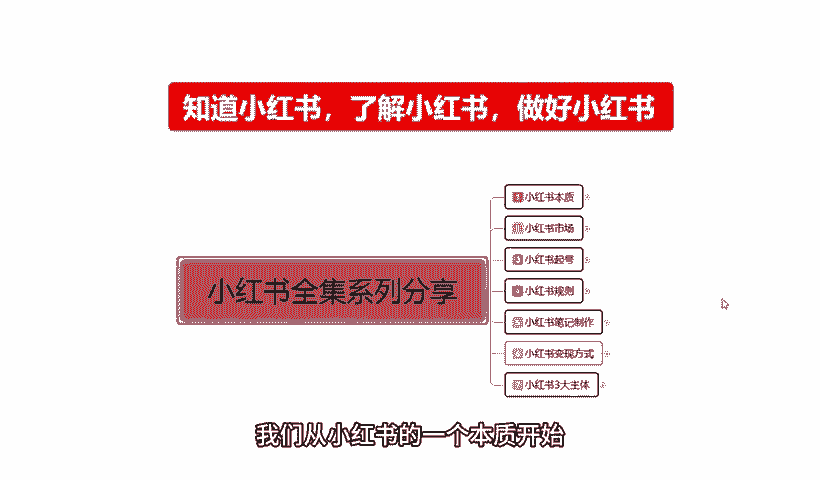 知道小红书，了解小红书，做好小红书
小红书本质
小红书市场
小红书起号
小红书全集系列分享
小红书规则
小红书笔记制作
小红书变现方式
小红书3大主体
我们从小红书的一个本质开始